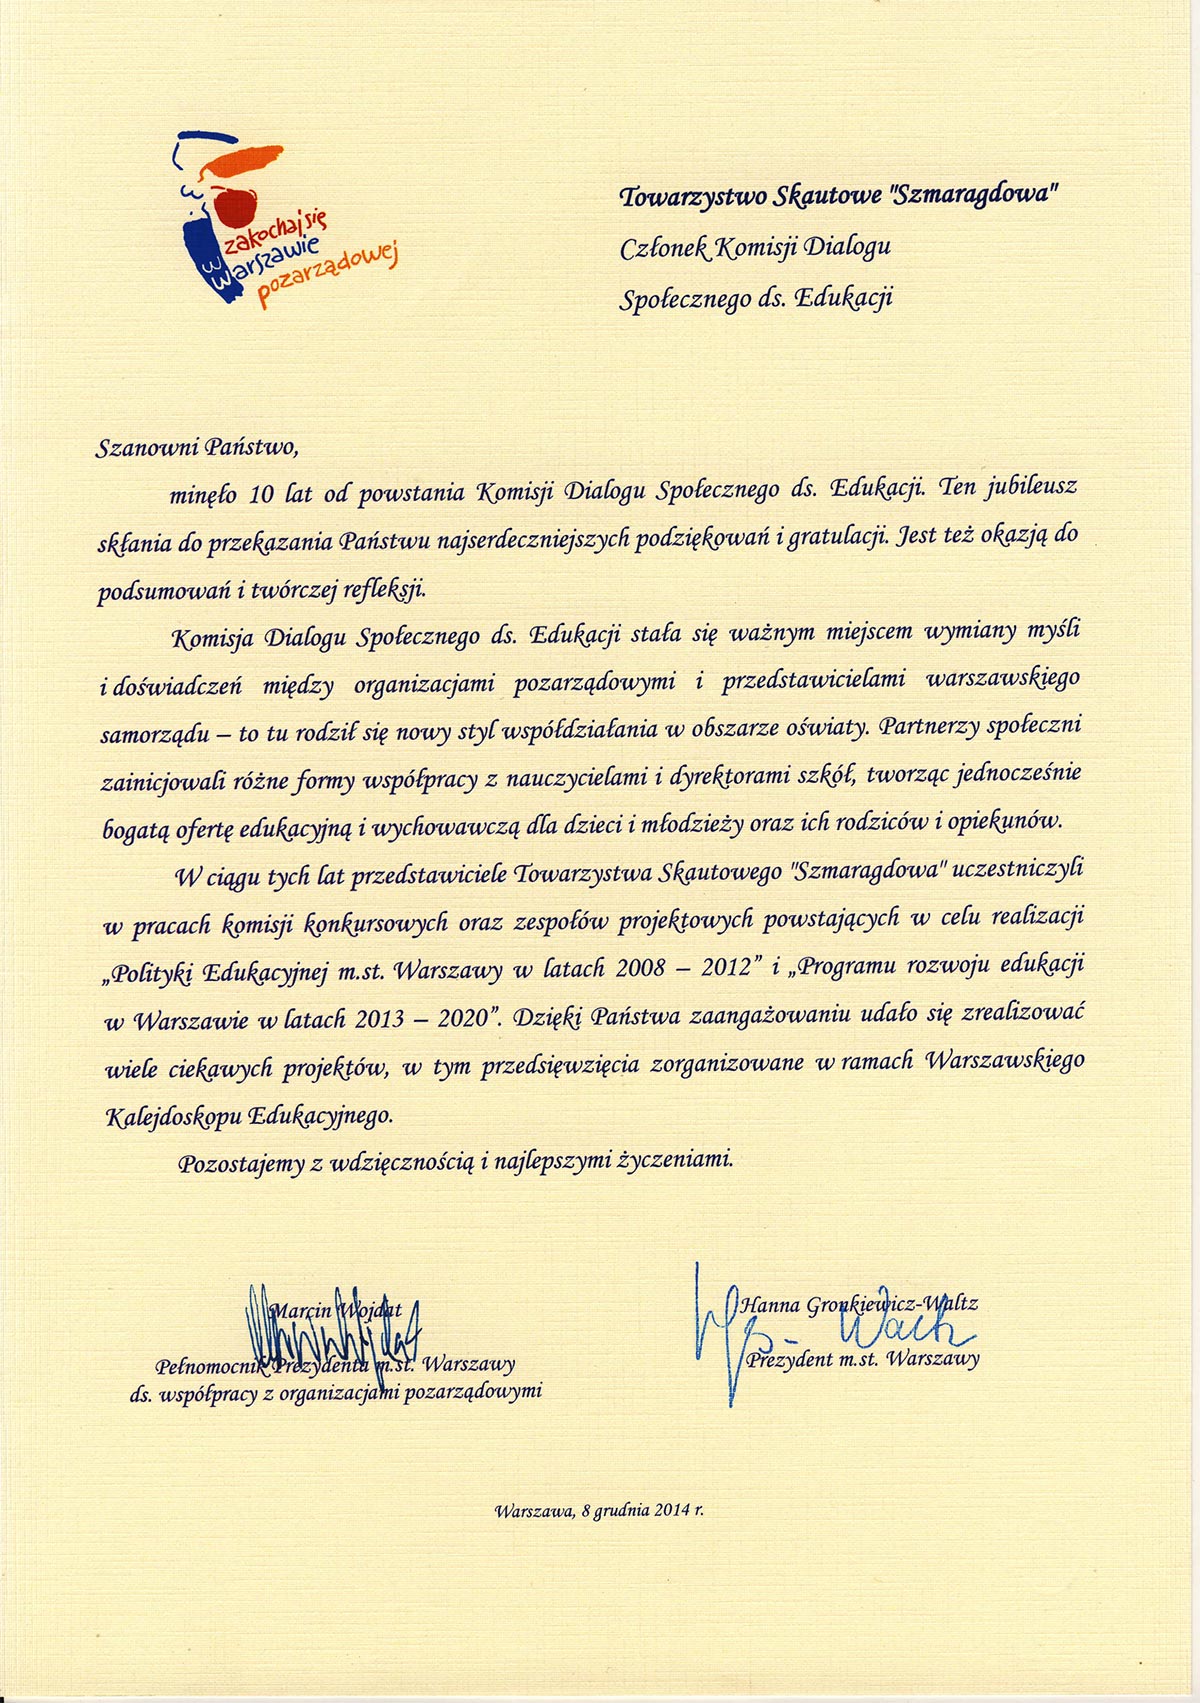 zakochaj się
w Warszawie
pozarządowej
Towarzystwo Skautowe "Szmaragdowa"
Członek Komisji Dialogu
Społecznego ds. Edukacji
Szanowni Państwo,
minęło 10 lat od powstania Komisji Dialogu Społecznego ds. Edukacji. Ten jubileusz
skłania do przekazania Państwu najserdeczniejszych podziękowań i gratulacji. Jest też okazją do
podsumowań i twórczej refleksji.
Komisja Dialogu Społecznego ds. Edukacji stała się ważnym miejscem wymiany myśli
i doświadczeń między organizacjami pozarządowymi i przedstawicielami warszawskiego
samorządu – to tu rodził się nowy styl współdziałania w obszarze oświaty. Partnerzy społeczni
zainicjowali różne formy współpracy z nauczycielami i dyrektorami szkół, tworząc jednocześnie
bogatą ofertę edukacyjną i wychowawczą dla dzieci i młodzieży oraz ich rodziców i opiekunów.
W ciągu tych lat przedstawiciele Towarzystwa Skautowego "Szmaragdowa" uczestniczyli
w pracach komisji konkursowych oraz zespołów projektowych powstających w celu realizacji
„Polityki Edukacyjnej m.st. Warszawy w latach 2008 – 2012” i „Programu rozwoju edukacji
w Warszawie w latach 2013 – 2020”. Dzięki Państwa zaangażowaniu udało się zrealizować
wiele ciekawych projektów, w tym przedsięwzięcia zorganizowane w ramach Warszawskiego
Kalejdoskopu Edukacyjnego.
Pozostajemy z wdzięcznością i najlepszymi życzeniami.
Marcin Wojdat
Pełnomocnik Prezydenta m.st. Warszawy
ds. współpracy z organizacjami pozarządowymi
Hanna Gronkiewicz-Waltz
Prezydent m.st. Warszawy
Warszawa, 8 grudnia 2014 r.